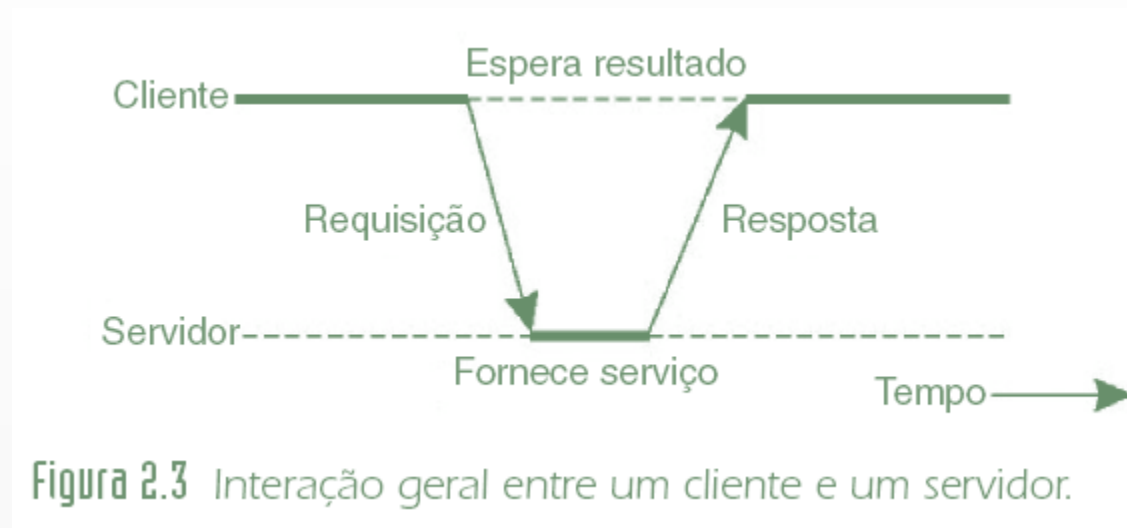 Espera resultado
Cliente
Requisição
Resposta
Servidor
Fornece serviço
Tempo
Figura 2.3 Interação geral entre um cliente e um servidor.